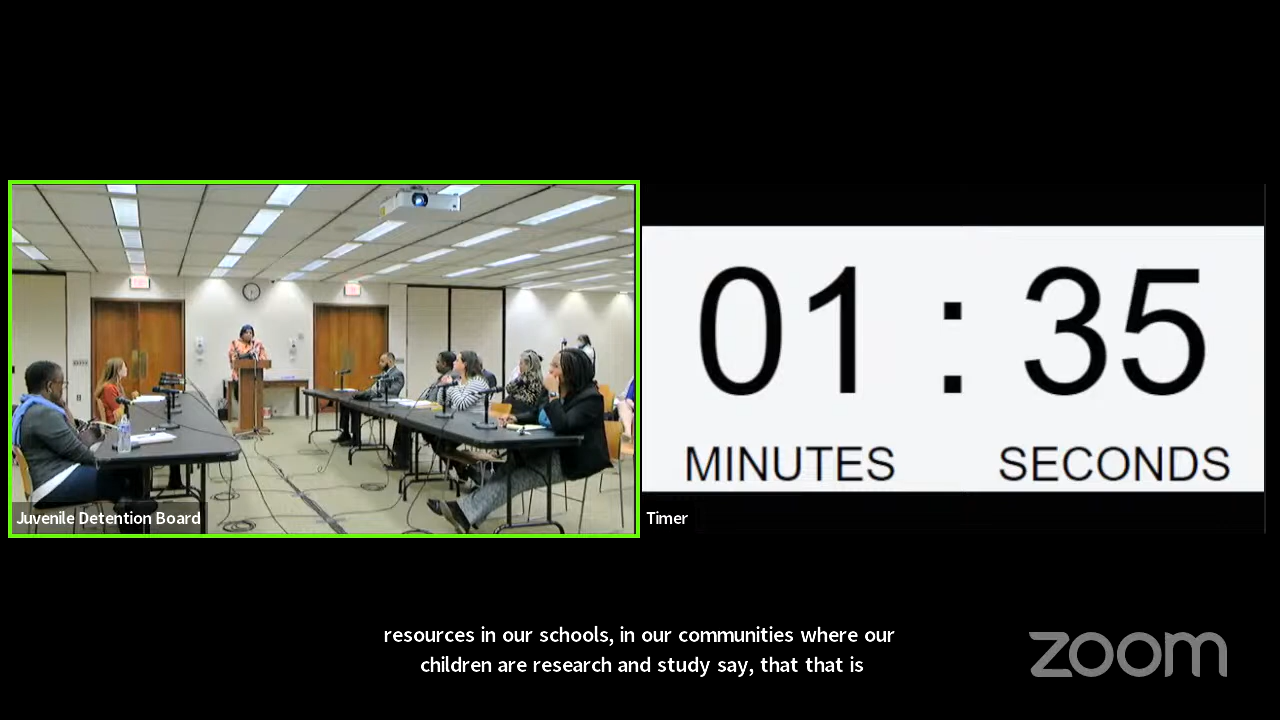 01 : 35
MINUTES SECONDS
Juvenile Detention Board
Timer
resources in our schools, in our communities where our
children are research and study say, that that is
zoom